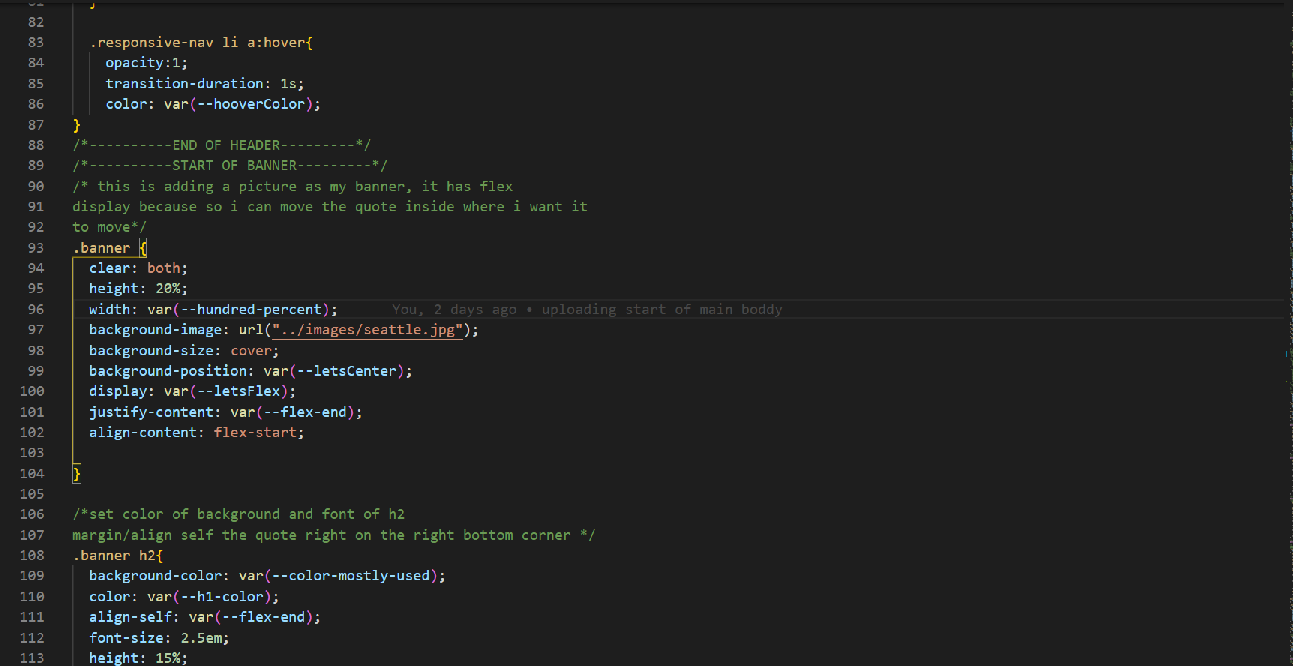 81 }
82
83 .responsive-nav li a:hover{
84 opacity:1;
85 transition-duration: 1s;
86 color: var(--hooverColor);
87 }
88 /*----------END OF HEADER---------*/
89 /*----------START OF BANNER---------*/
90 /* this is adding a picture as my banner, it has flex
91 display because so i can move the quote inside where i want it
92 to move*/
93 .banner {
94 clear: both;
95 height: 20%;
96 width: var(--hundred-percent); You, 2 days ago • uploading start of main boddy
97 background-image: url("../images/seattle.jpg");
98 background-size: cover;
99 background-position: var(--letsCenter);
100 display: var(--letsFlex);
101 justify-content: var(--flex-end);
102 align-content: flex-start;
103
104 }
105
106 /*set color of background and font of h2
107 margin/align self the quote right on the right bottom corner */
108 .banner h2{
109 background-color: var(--color-mostly-used);
110 color: var(--h1-color);
111 align-self: var(--flex-end);
112 font-size: 2.5em;
113 height: 15%;